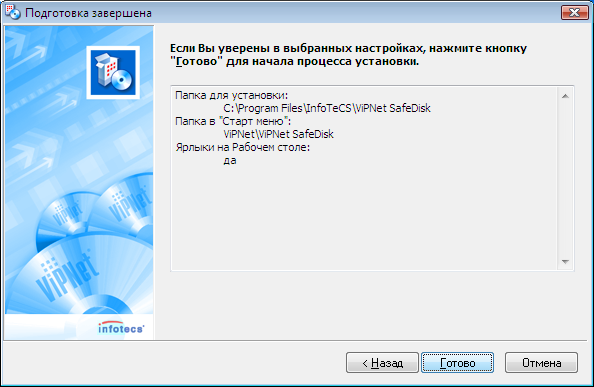 Подготовка завершена
Если Вы уверены в выбранных настройках, нажмите кнопку
"Готово" для начала процесса установки.
Папка для установки:
C:\Program Files\InfoTeCS\ViPNet SafeDisk
Папка в "Старт меню":
ViPNet\ViPNet SafeDisk
Ярлыки на Рабочем столе:
да
ViPNet
ViPNet
ViPNet
infotecs
< Назад
Готово
Отмена